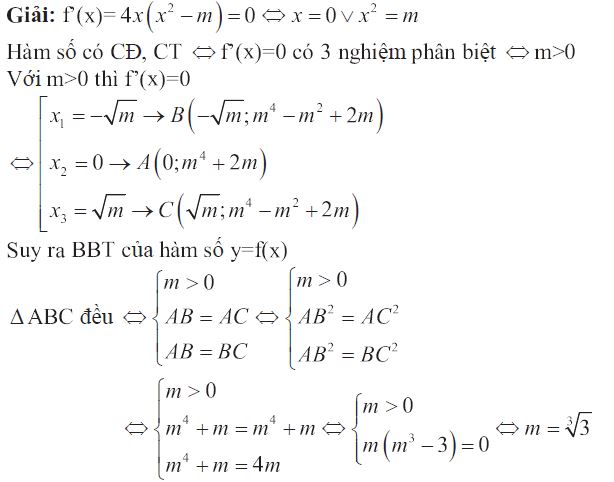 Giải: f'(x)= 4x(x² − m) = 0 ⇔ x = 0 ∨ x² = m
Hàm số có CĐ, CT ⇔ f'(x)=0 có 3 nghiệm phân biệt ⇔ m>0
Với m>0 thì f'(x)=0
⇔ [ x₁ = −√m → B(−√m; m⁴ − m² + 2m)
x₂ = 0 → A(0; m⁴ + 2m)
x₃ = √m → C(√m; m⁴ − m² + 2m)
Suy ra BBT của hàm số y=f(x)
ΔABC đều ⇔ { m > 0 ; AB = AC ; AB = BC ⇔ { m > 0 ; AB² = AC² ; AB² = BC²
⇔ { m > 0 ; m⁴ + m = m⁴ + m ; m⁴ + m = 4m ⇔ { m > 0 ; m(m³ − 3) = 0 ⇔ m = ∛3